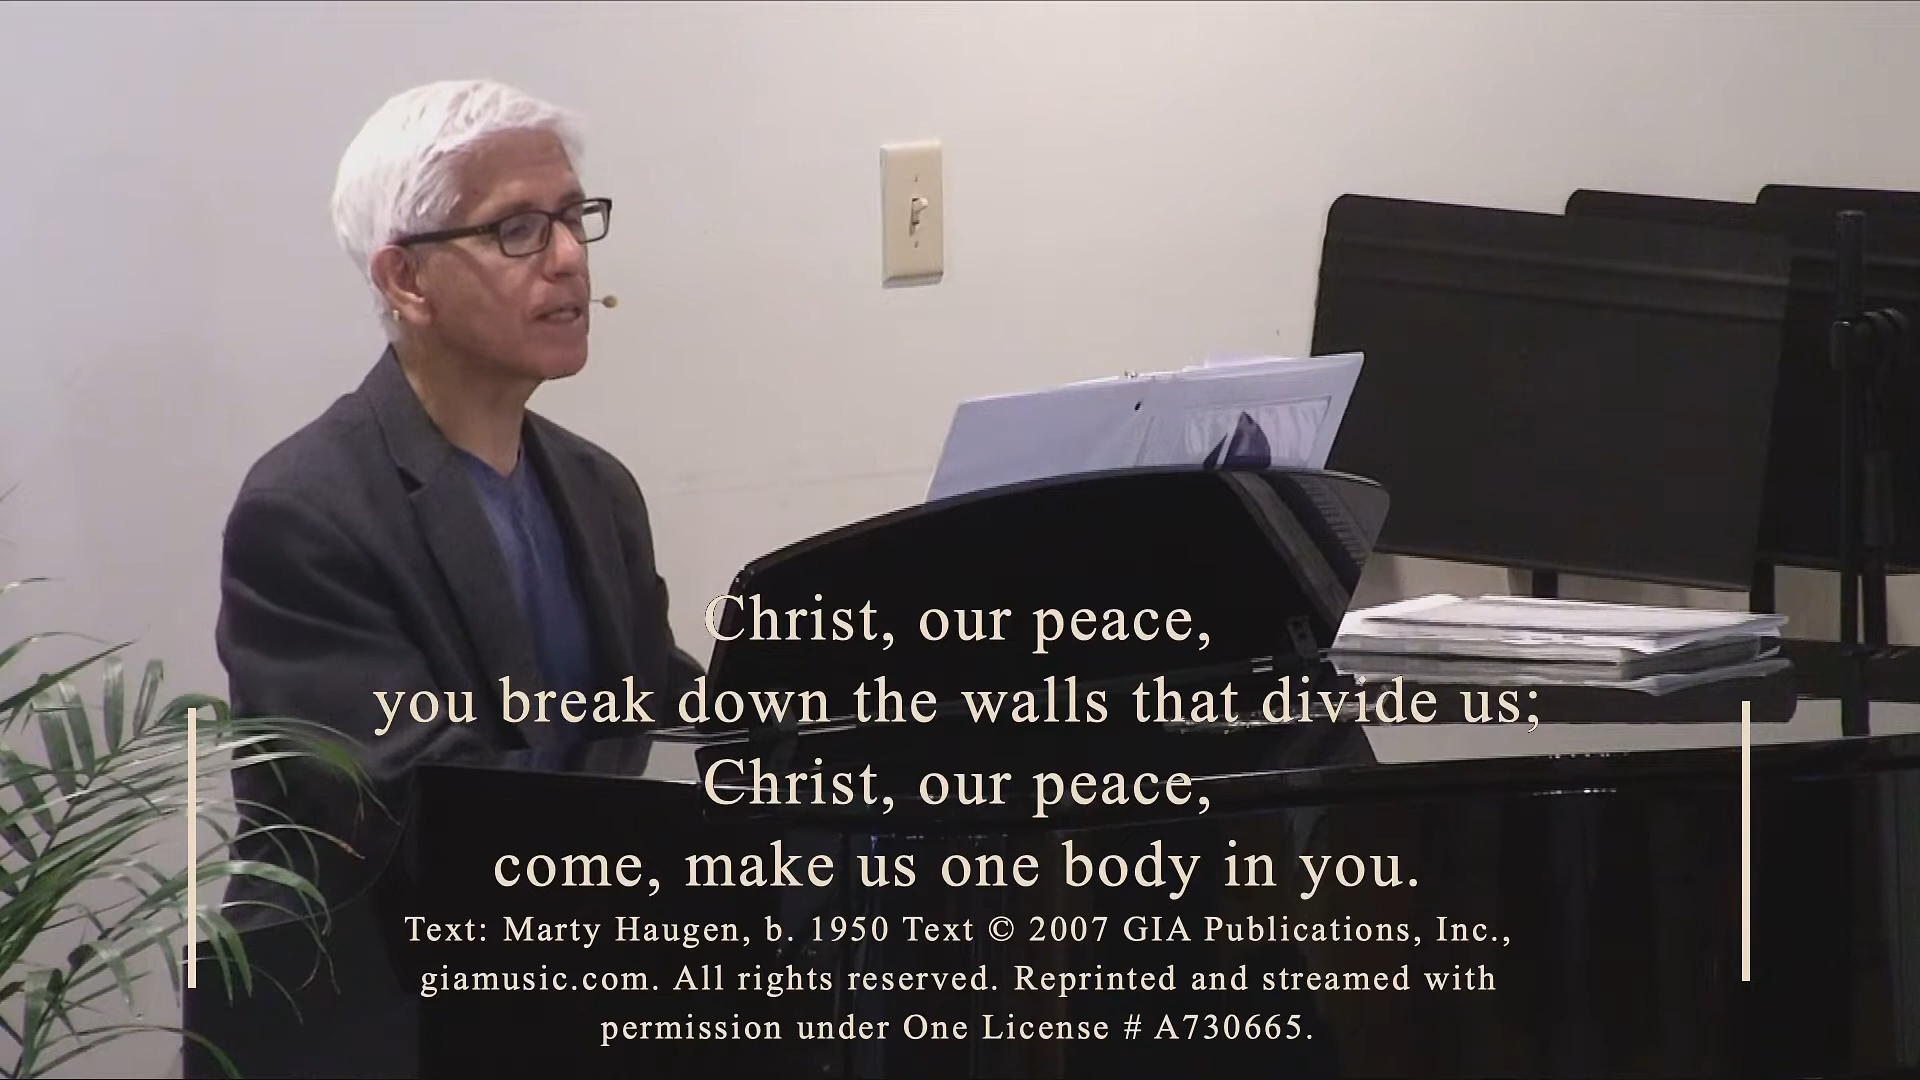 Christ, our peace,
you break down the walls that divide us;
Christ, our peace,
come, make us one body in you.
Text: Marty Haugen, b. 1950 Text © 2007 GIA Publications, Inc.,
giamusic.com. All rights reserved. Reprinted and streamed with
permission under One License # A730665.